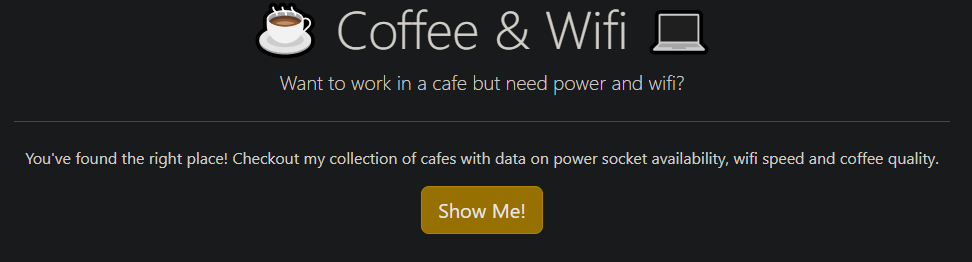 Coffee & Wifi
Want to work in a cafe but need power and wifi?
You've found the right place! Checkout my collection of cafes with data on power socket availability, wifi speed and coffee quality.
Show Me!